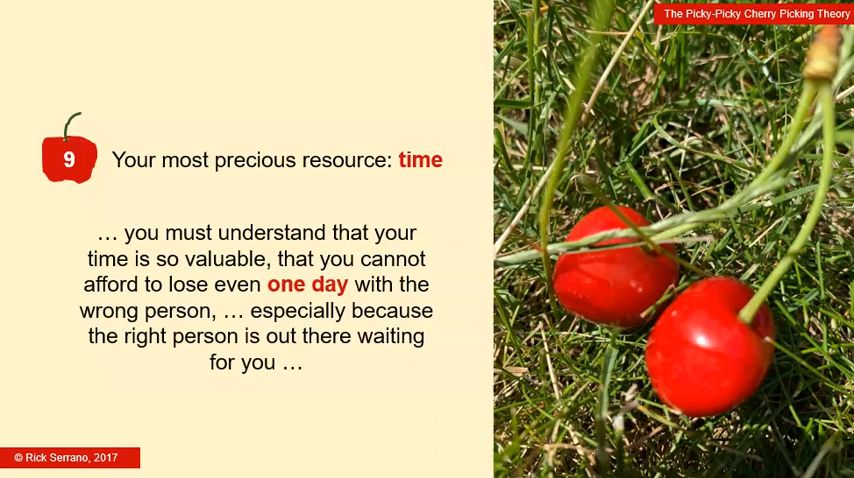 The Picky-Picky Cherry Picking Theory
9
Your most precious resource: time
… you must understand that your
time is so valuable, that you cannot
afford to lose even one day with the
wrong person, … especially because
the right person is out there waiting
for you …
© Rick Serrano, 2017